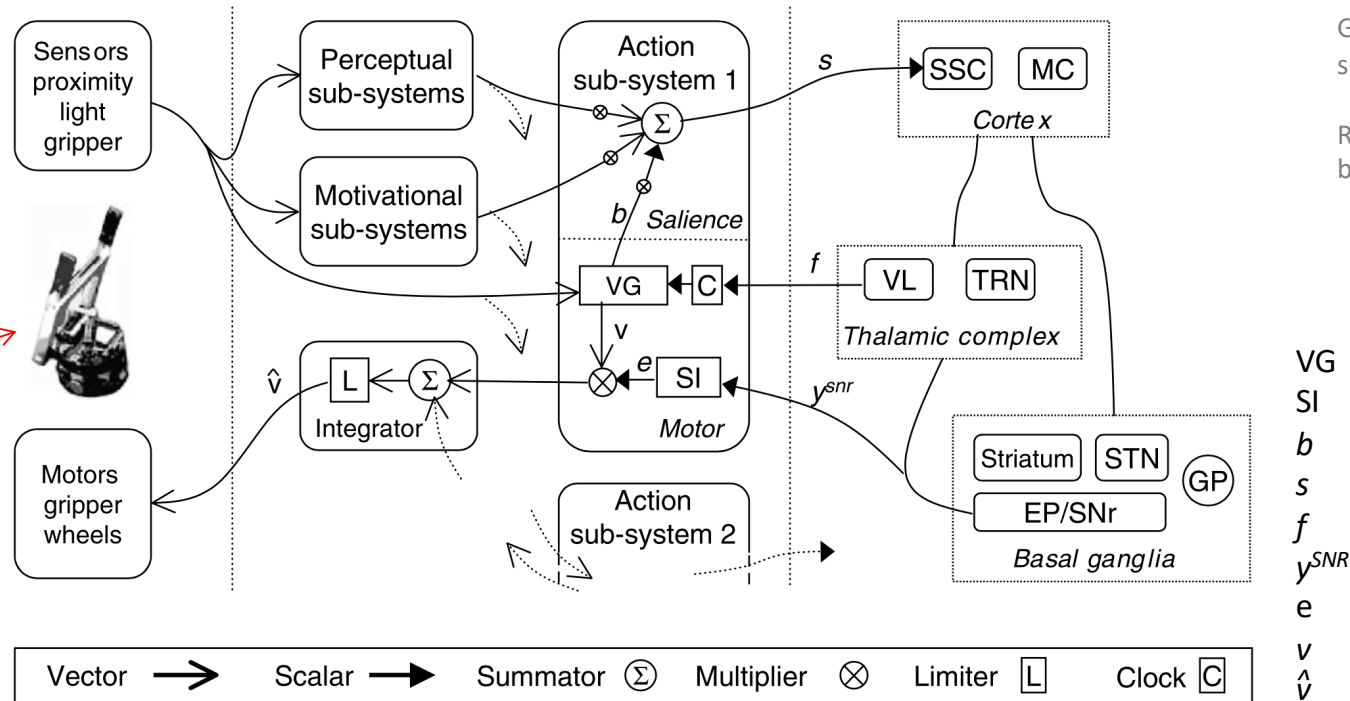 Sensors
proximity
light
gripper
Perceptual
sub-systems
Motivational
sub-systems
Action
sub-system 1
Σ
b
Salience
s
SSC
MC
Cortex
VG
C
f
VL
TRN
Thalamic complex
v
e
SI
Motor
y^snr
v̂
L
Σ
Integrator
Motors
gripper
wheels
Action
sub-system 2
Striatum
STN
GP
EP/SNr
Basal ganglia
Vector
Scalar
Summator Σ
Multiplier
Limiter L
Clock C
G
s
R
b
VG
SI
b
s
f
y^SNR
e
v
v̂